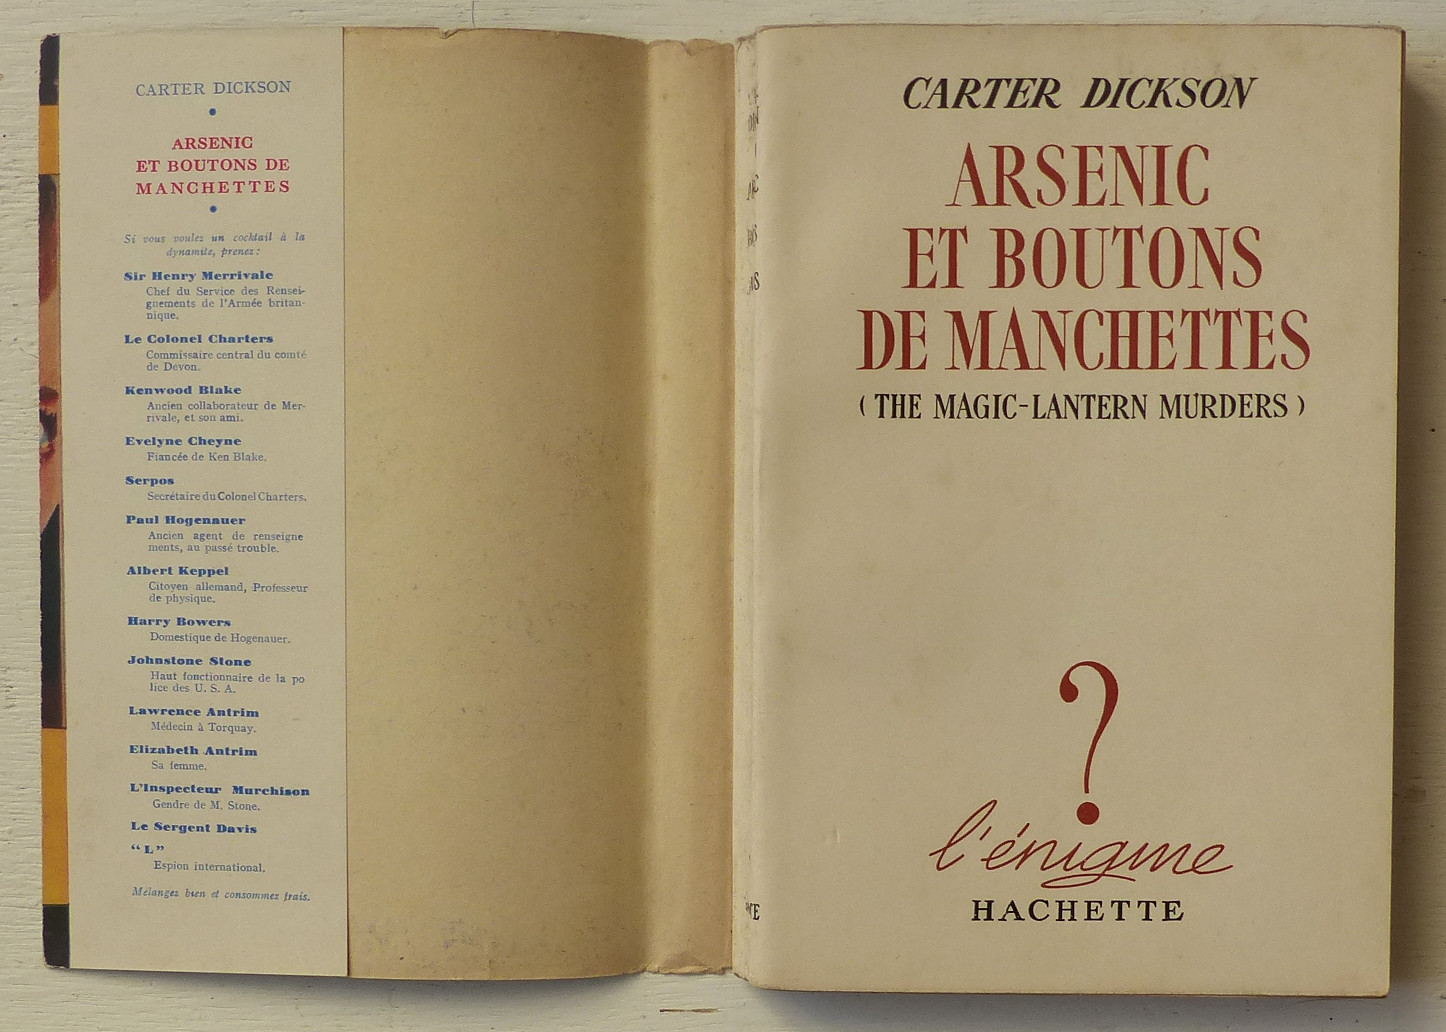 CARTER DICKSON
ARSENIC
ET BOUTONS DE
MANCHETTES
Si vous voulez un cocktail à la
dynamite, prenez :
Sir Henry Merrivale
Chef du Service des Rensei-
gnements de l'Armée britan-
nique.
Le Colonel Charters
Commissaire central du comté
de Devon.
Kenwood Blake
Ancien collaborateur de Mer-
rivale, et son ami.
Evelyne Cheyne
Fiancée de Ken Blake.
Serpos
Secrétaire du Colonel Charters.
Paul Hogenauer
Ancien agent de renseigne
ments, au passé trouble.
Albert Keppel
Citoyen allemand, Professeur
de physique.
Harry Bowers
Domestique de Hogenauer.
Johnstone Stone
Haut fonctionnaire de la po
lice des U. S. A.
Lawrence Antrim
Médecin à Torquay.
Elizabeth Antrim
Sa femme.
L'Inspecteur Murchison
Gendre de M. Stone.
Le Sergent Davis
“ L ”
Espion international.
Mélangez bien et consommez frais.
CARTER DICKSON
ARSENIC
ET BOUTONS
DE MANCHETTES
( THE MAGIC-LANTERN MURDERS )
?
l'énigme
HACHETTE